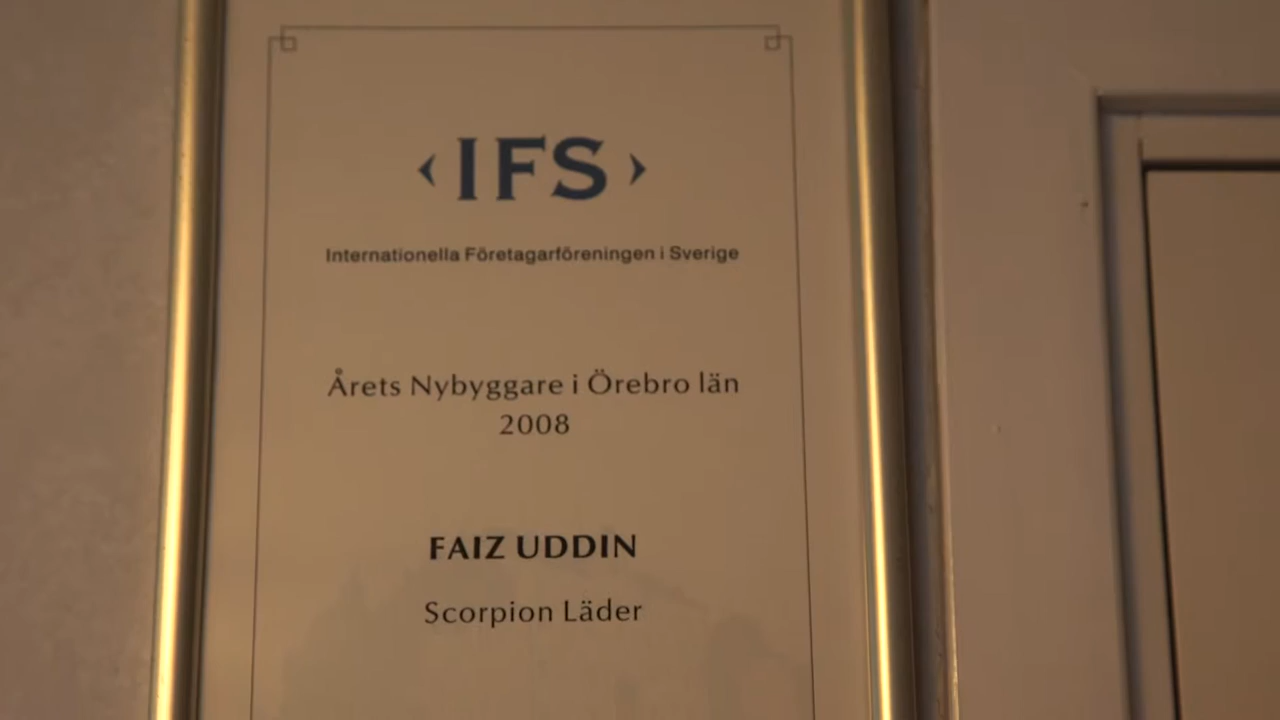 ‹IFS›
Internationella Företagarföreningen i Sverige
Årets Nybyggare i Örebro län
2008
FAIZ UDDIN
Scorpion Läder